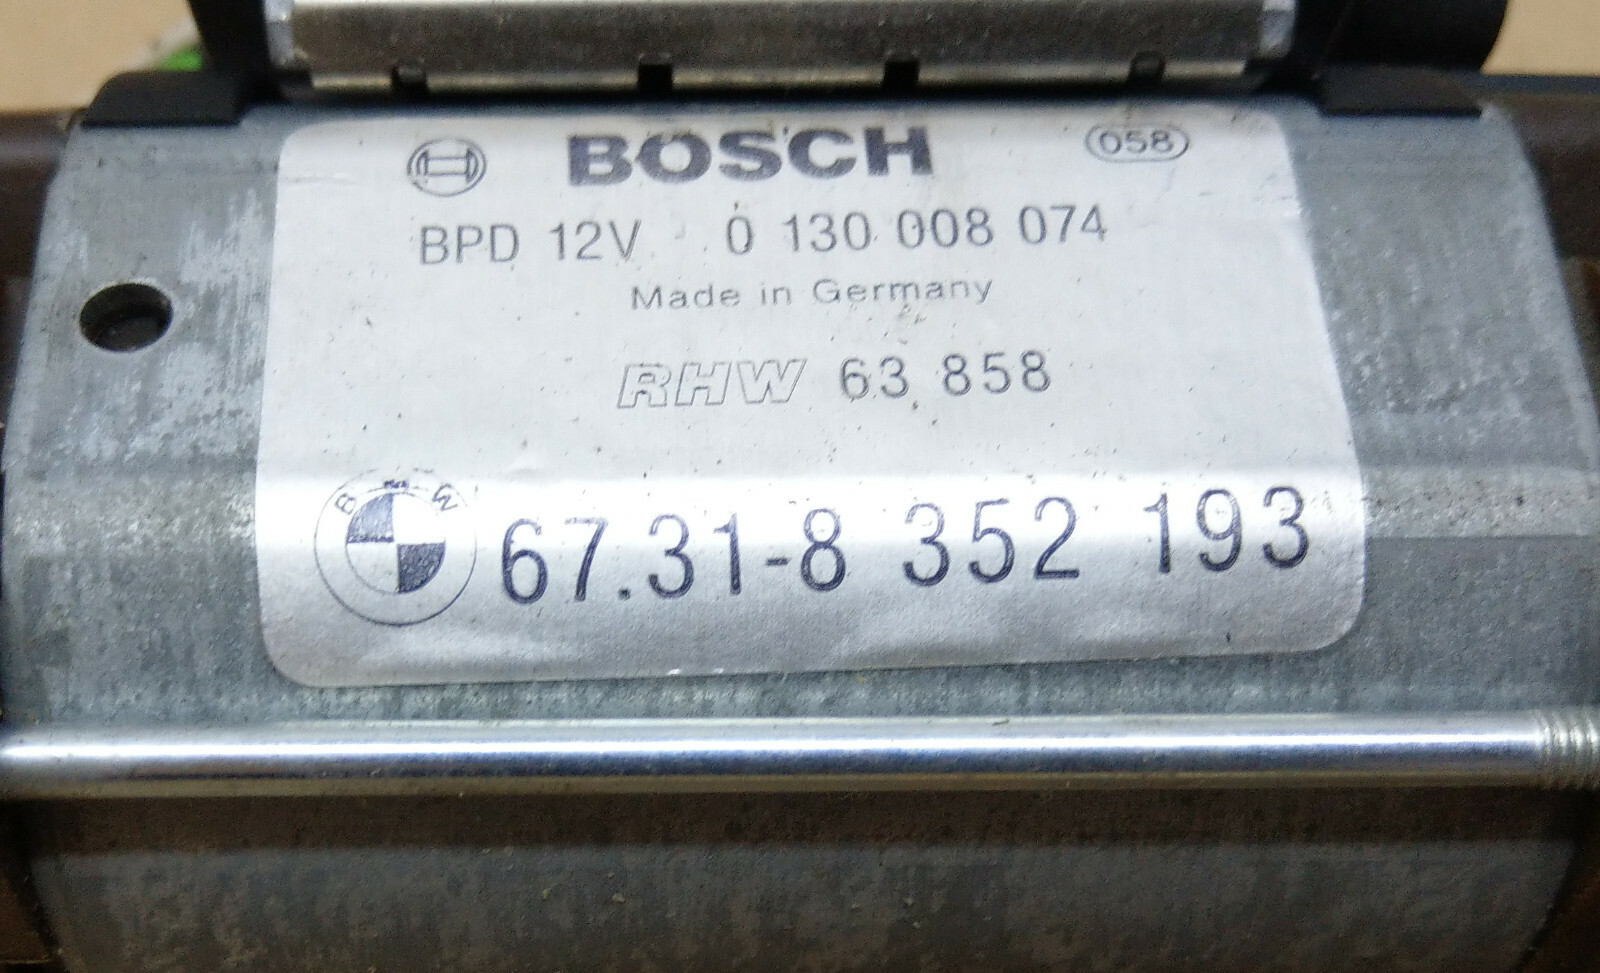 BOSCH 058
BPD 12V 0 130 008 074
Made in Germany
RHW 63 858
BMW 67.31-8 352 193